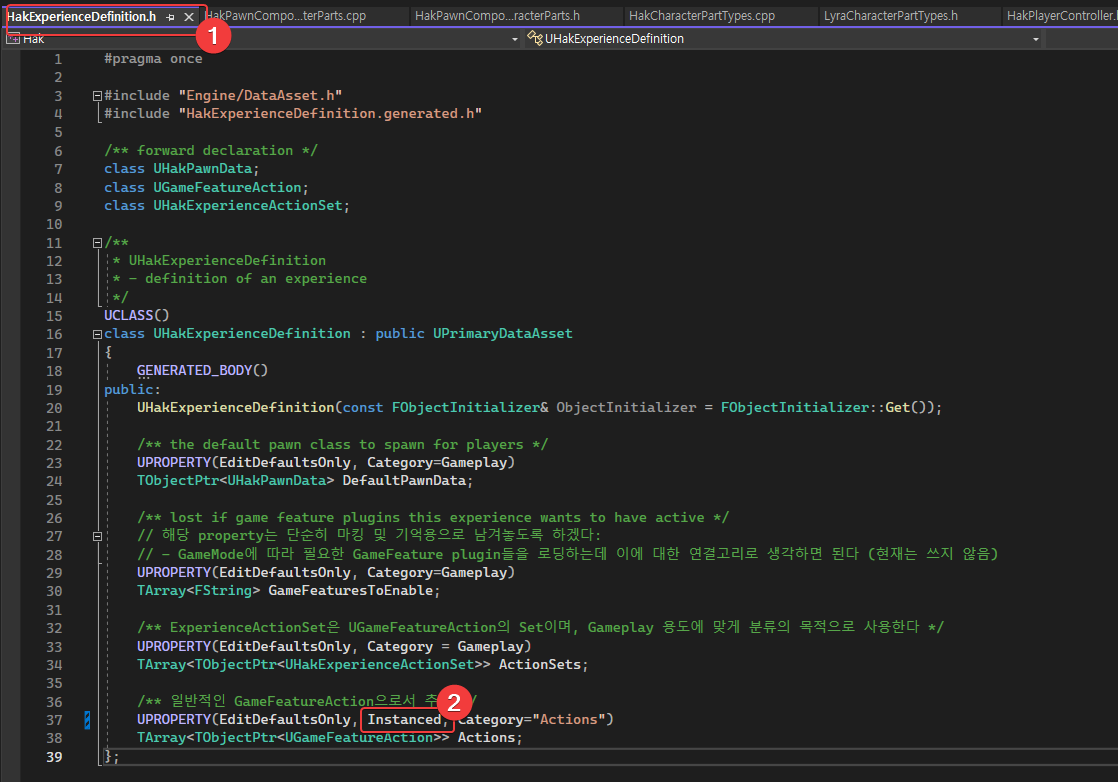 HakExperienceDefinition.h
HakPawnCompo...terParts.cpp
HakPawnCompo...racterParts.h
HakCharacterPartTypes.cpp
LyraCharacterPartTypes.h
HakPlayerController.
1
Hak
UHakExperienceDefinition
1 #pragma once
2
3 #include "Engine/DataAsset.h"
4 #include "HakExperienceDefinition.generated.h"
5
6 /** forward declaration */
7 class UHakPawnData;
8 class UGameFeatureAction;
9 class UHakExperienceActionSet;
10
11 /**
12 * UHakExperienceDefinition
13 * - definition of an experience
14 */
15 UCLASS()
16 class UHakExperienceDefinition : public UPrimaryDataAsset
17 {
18 GENERATED_BODY()
19 public:
20 UHakExperienceDefinition(const FObjectInitializer& ObjectInitializer = FObjectInitializer::Get());
21
22 /** the default pawn class to spawn for players */
23 UPROPERTY(EditDefaultsOnly, Category=Gameplay)
24 TObjectPtr<UHakPawnData> DefaultPawnData;
25
26 /** lost if game feature plugins this experience wants to have active */
27 // 해당 property는 단순히 마킹 및 기억용으로 남겨놓도록 하겠다:
28 // - GameMode에 따라 필요한 GameFeature plugin들을 로딩하는데 이에 대한 연결고리로 생각하면 된다 (현재는 쓰지 않음)
29 UPROPERTY(EditDefaultsOnly, Category=Gameplay)
30 TArray<FString> GameFeaturesToEnable;
31
32 /** ExperienceActionSet은 UGameFeatureAction의 Set이며, Gameplay 용도에 맞게 분류의 목적으로 사용한다 */
33 UPROPERTY(EditDefaultsOnly, Category = Gameplay)
34 TArray<TObjectPtr<UHakExperienceActionSet>> ActionSets;
35
36 /** 일반적인 GameFeatureAction으로서 추 */
2
37 UPROPERTY(EditDefaultsOnly, Instanced, Category="Actions")
38 TArray<TObjectPtr<UGameFeatureAction>> Actions;
39 };